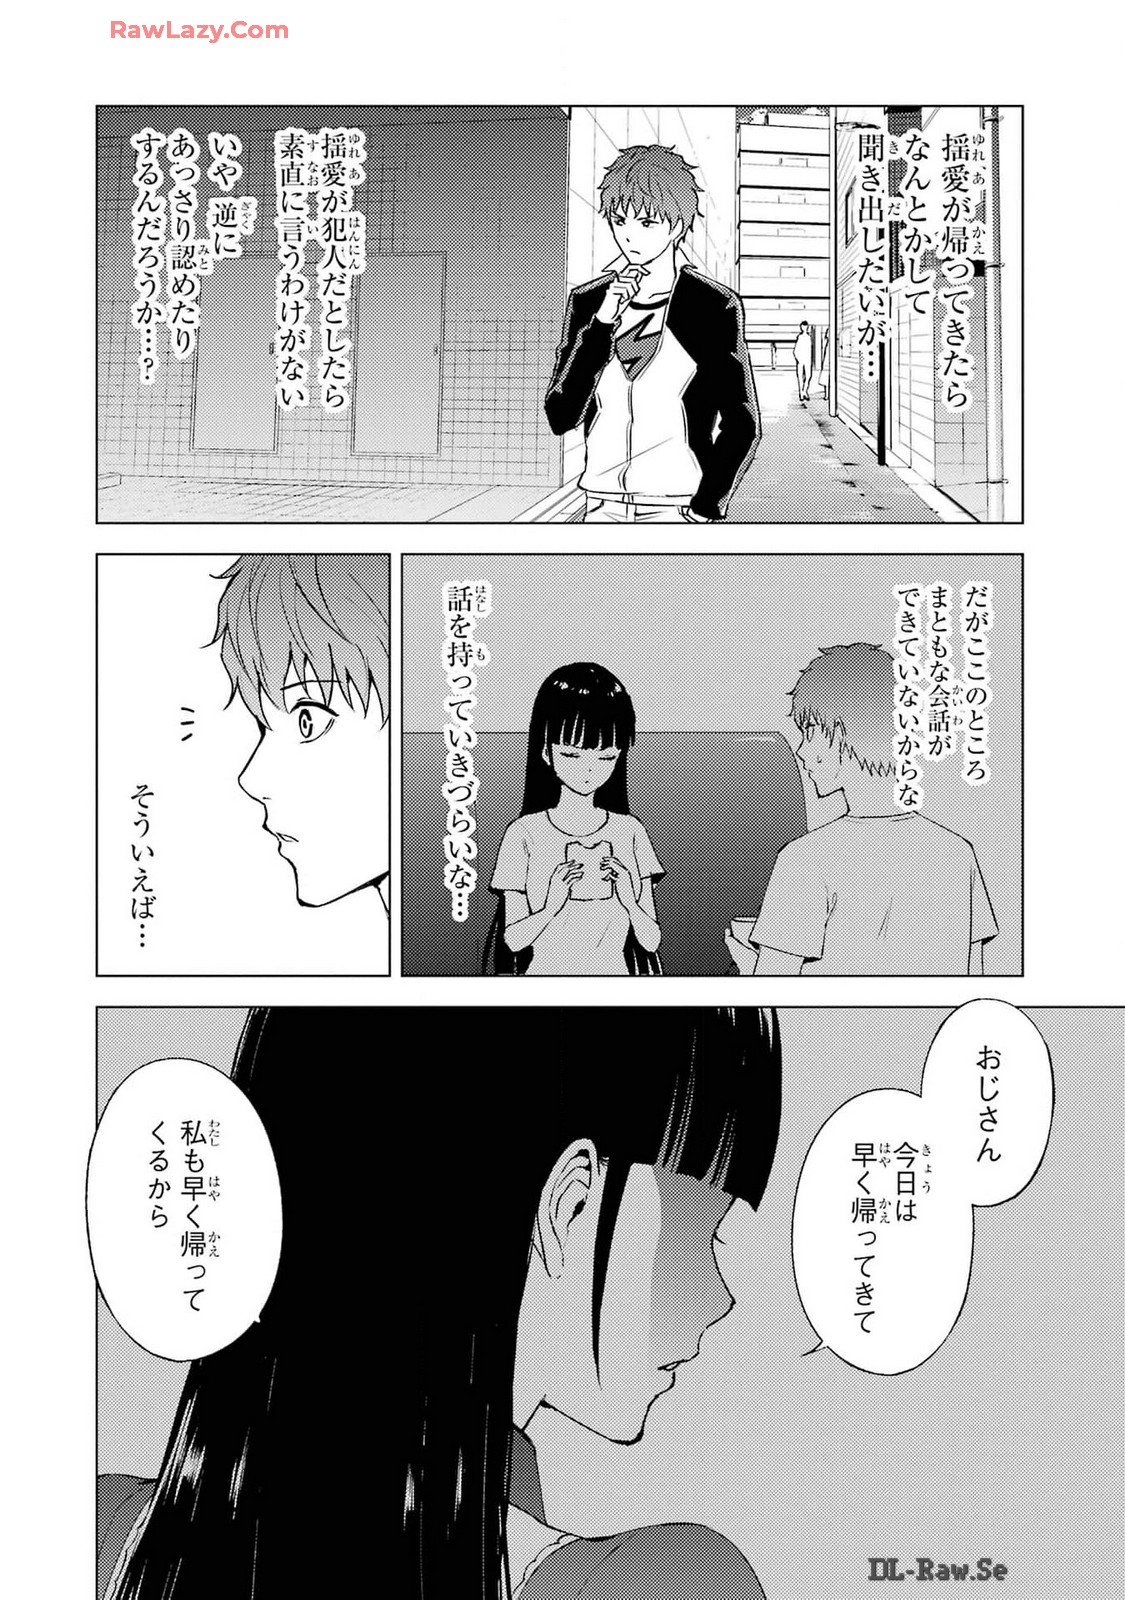 RawLazy.Com
揺愛が帰ってきたら
なんとかして
聞き出したいが…
揺愛が犯人だとしたら
素直に言うわけがない
いや 逆に
あっさり認めたり
するんだろうか…?
だがここのところ
まともな会話が
できていないからな
話を持っていきづらいな…
そういえば…
おじさん
今日は
早く帰ってきて
私も早く帰って
くるから
DL-Raw.Se